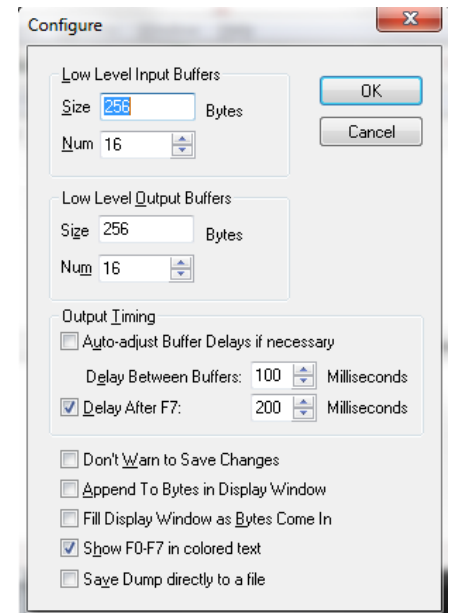 Configure
Low Level Input Buffers
Size 256 Bytes
Num 16
OK
Cancel
Low Level Output Buffers
Size 256 Bytes
Num 16
Output Timing
Auto-adjust Buffer Delays if necessary
Delay Between Buffers: 100 Milliseconds
Delay After F7: 200 Milliseconds
Don't Warn to Save Changes
Append To Bytes in Display Window
Fill Display Window as Bytes Come In
Show F0-F7 in colored text
Save Dump directly to a file